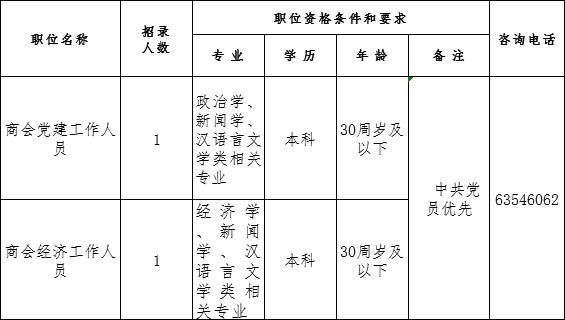 职位名称
招录
人数
职位资格条件和要求
咨询电话
专 业
学 历
年 龄
备 注
商会党建工作人
员
1
政治学、
新闻学、
汉语言文
学类相关
专业
本科
30周岁及
以下
中共党
员优先
63546062
商会经济工作人
员
1
经济学
、新闻
学、汉
语言文
学类相
关专业
本科
30周岁及
以下